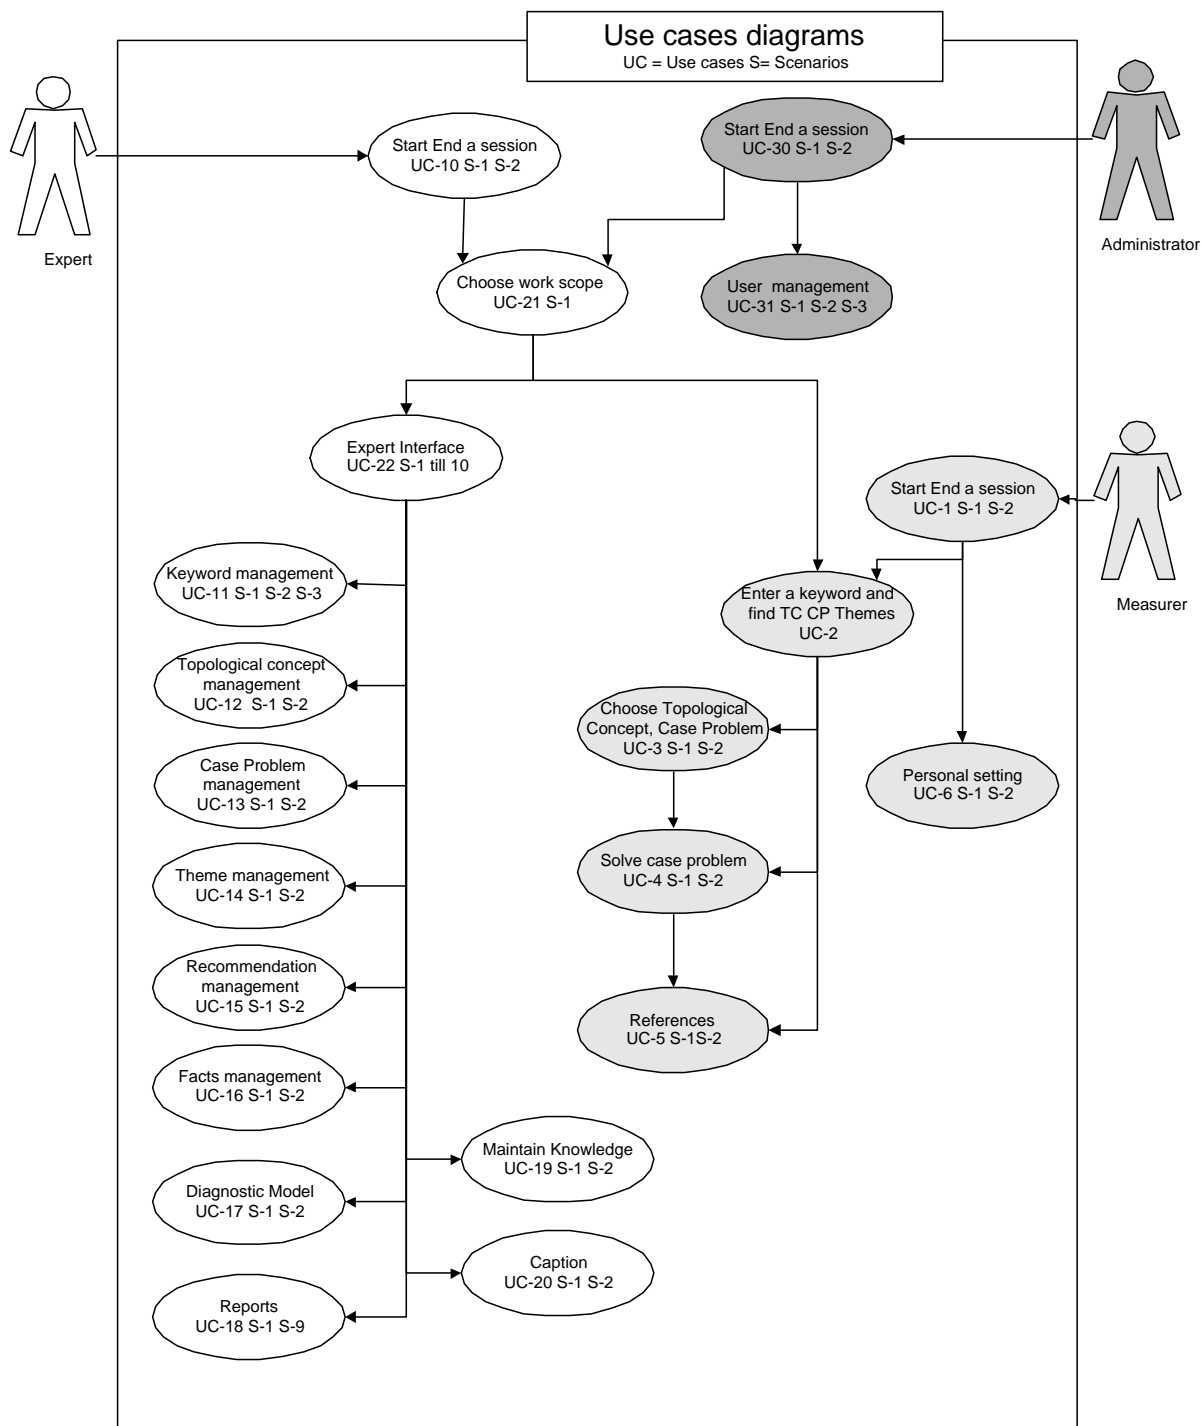 Use cases diagrams
UC = Use cases S= Scenarios
Expert
Start End a session
UC-10 S-1 S-2
Start End a session
UC-30 S-1 S-2
Administrator
Choose work scope
UC-21 S-1
User  management
UC-31 S-1 S-2 S-3
Expert Interface
UC-22 S-1 till 10
Start End a session
UC-1 S-1 S-2
Measurer
Keyword management
UC-11 S-1 S-2 S-3
Enter a keyword and
find TC CP Themes
UC-2
Topological concept
management
UC-12  S-1 S-2
Choose Topological
Concept, Case Problem
UC-3 S-1 S-2
Case Problem
management
UC-13 S-1 S-2
Personal setting
UC-6 S-1 S-2
Theme management
UC-14 S-1 S-2
Solve case problem
UC-4 S-1 S-2
Recommendation
management
UC-15 S-1 S-2
References
UC-5 S-1S-2
Facts management
UC-16 S-1 S-2
Maintain Knowledge
UC-19 S-1 S-2
Diagnostic Model
UC-17 S-1 S-2
Caption
UC-20 S-1 S-2
Reports
UC-18 S-1 S-9